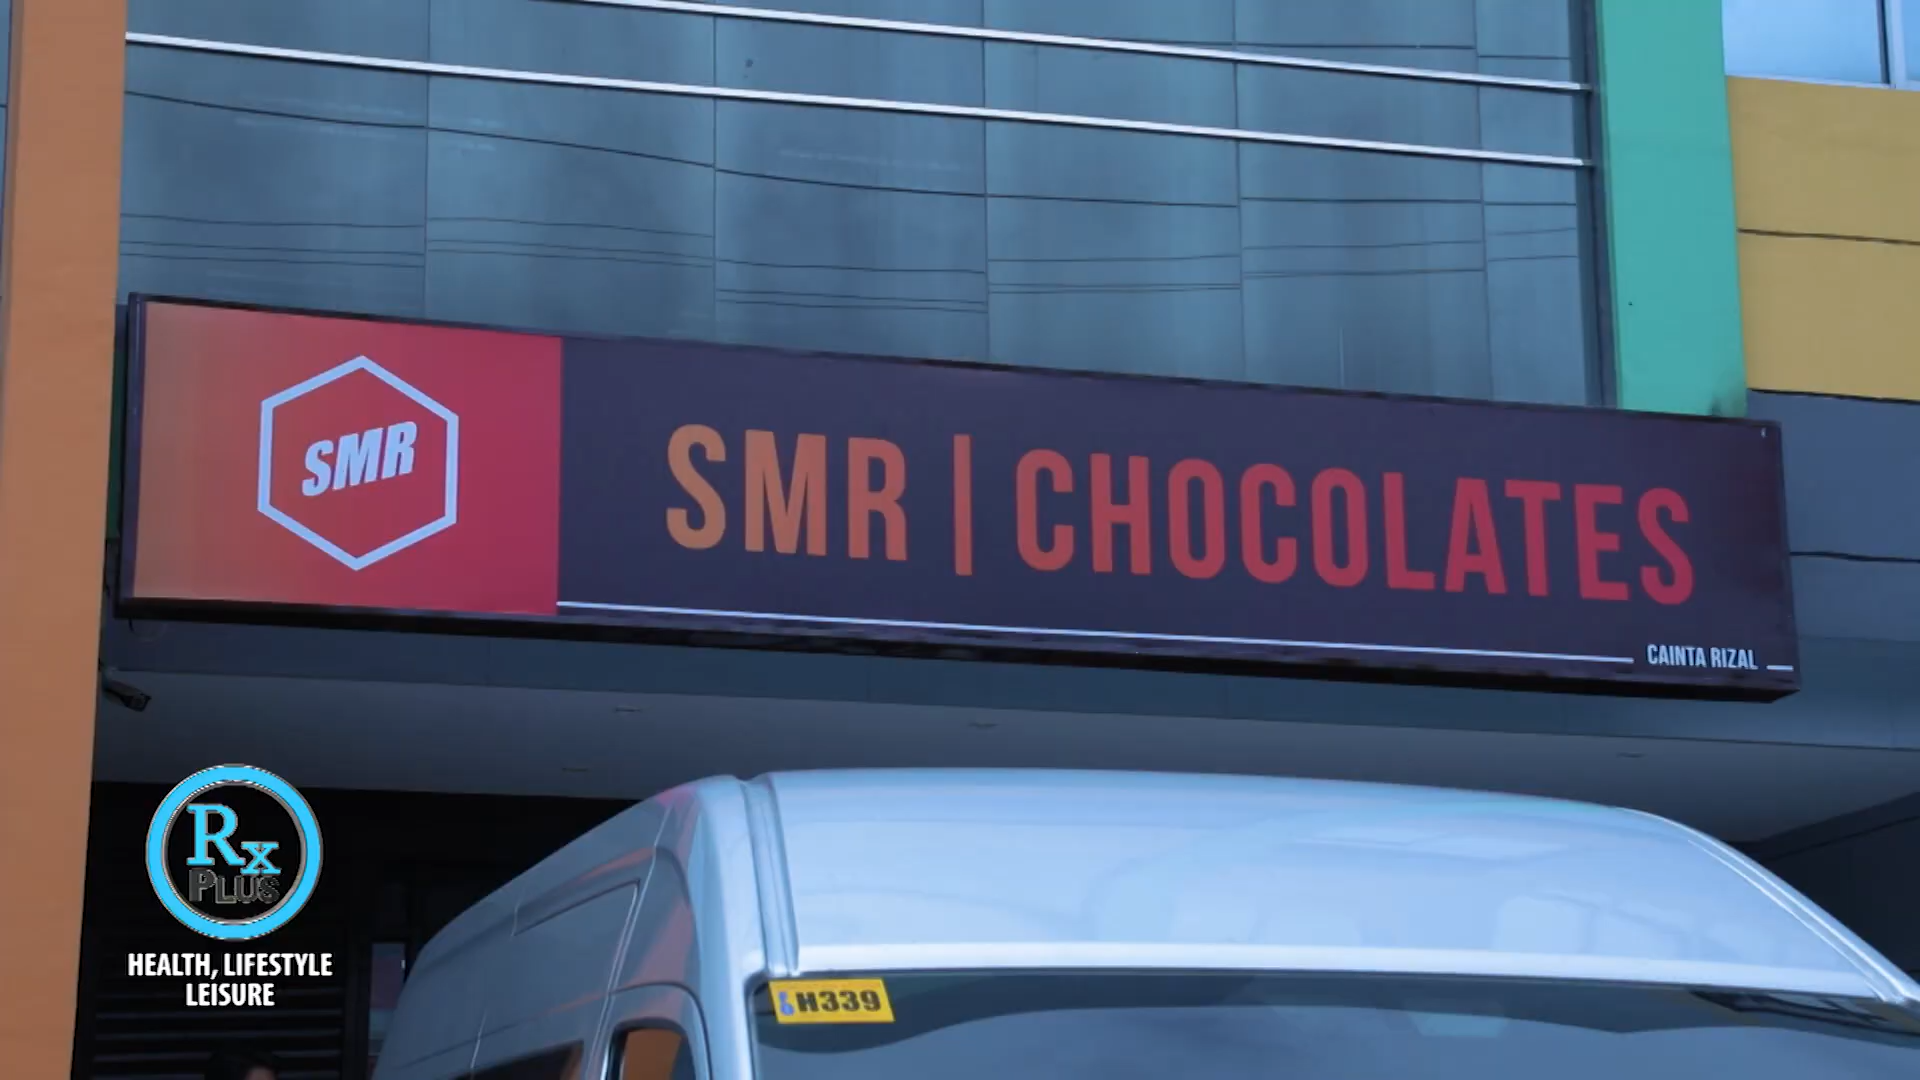 SMR
SMR | CHOCOLATES
CAINTA RIZAL
Rx
PLUS
HEALTH, LIFESTYLE
LEISURE
H339